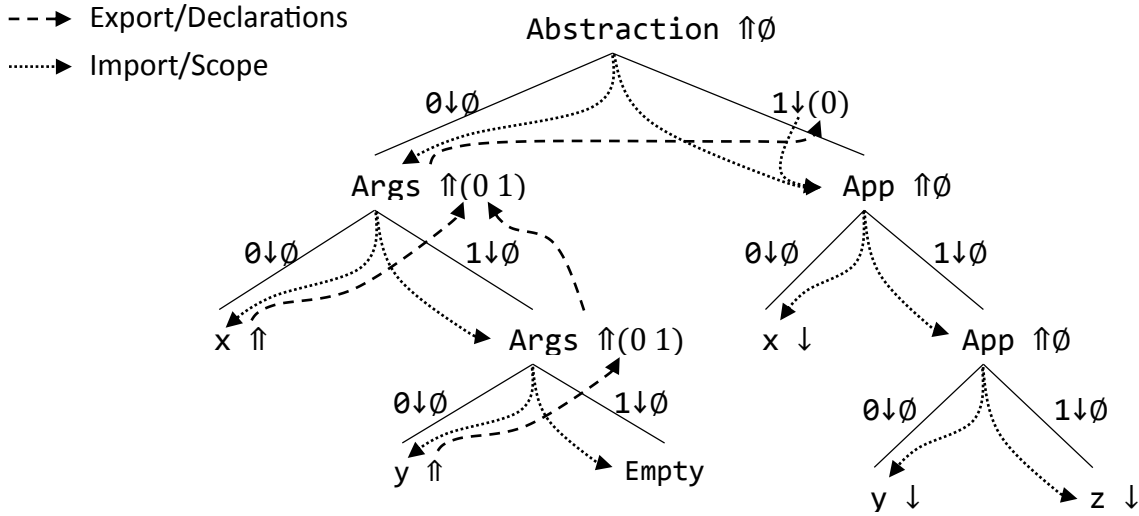 Export/Declarations
Import/Scope
Abstraction ⇑∅
0↓∅ 1↓(0)
Args ⇑(0 1) App ⇑∅
0↓∅ 1↓∅ 0↓∅ 1↓∅
x ⇑ Args ⇑(0 1) x ↓ App ⇑∅
0↓∅ 1↓∅ 0↓∅ 1↓∅
y ⇑ Empty y ↓ z ↓